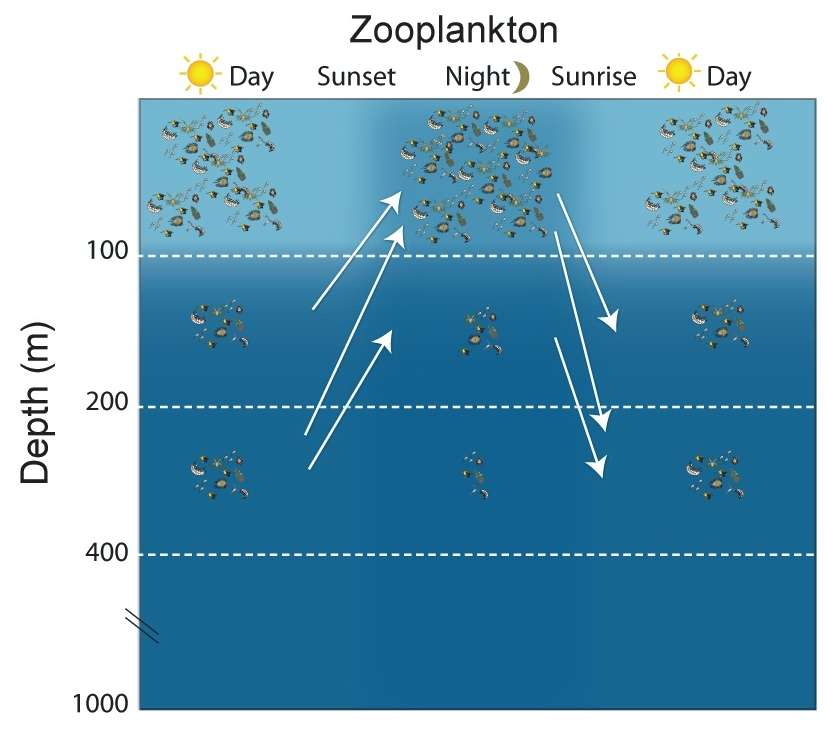 Zooplankton
Day Sunset Night Sunrise Day
100
200
400
1000
Depth (m)